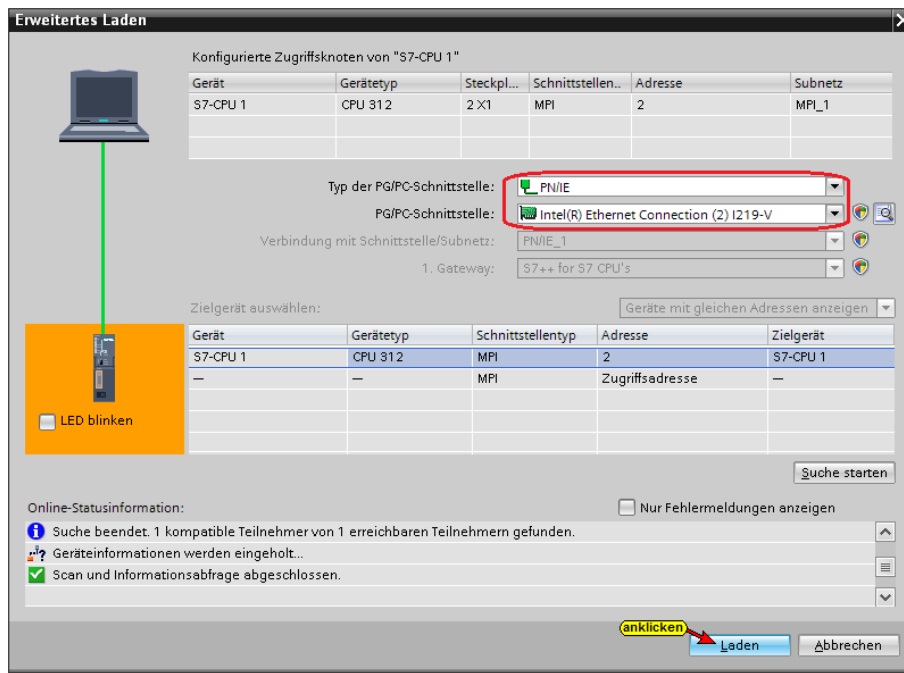 Erweitertes Laden
Konfigurierte Zugriffsknoten von "S7-CPU 1"
Gerät Gerätetyp Steckpl... Schnittstellen.. Adresse Subnetz
S7-CPU 1 CPU 312 2 X1 MPI 2 MPI_1
Typ der PG/PC-Schnittstelle: PN/IE
PG/PC-Schnittstelle: Intel(R) Ethernet Connection (2) I219-V
Verbindung mit Schnittstelle/Subnetz: PN/IE_1
1. Gateway: S7++ for S7 CPU's
Zielgerät auswählen: Geräte mit gleichen Adressen anzeigen
Gerät Gerätetyp Schnittstellentyp Adresse Zielgerät
S7-CPU 1 CPU 312 MPI 2 S7-CPU 1
— — MPI Zugriffsadresse —
LED blinken
Suche starten
Online-Statusinformation: Nur Fehlermeldungen anzeigen
Suche beendet. 1 kompatible Teilnehmer von 1 erreichbaren Teilnehmern gefunden.
Geräteinformationen werden eingeholt...
Scan und Informationsabfrage abgeschlossen.
anklicken
Laden Abbrechen